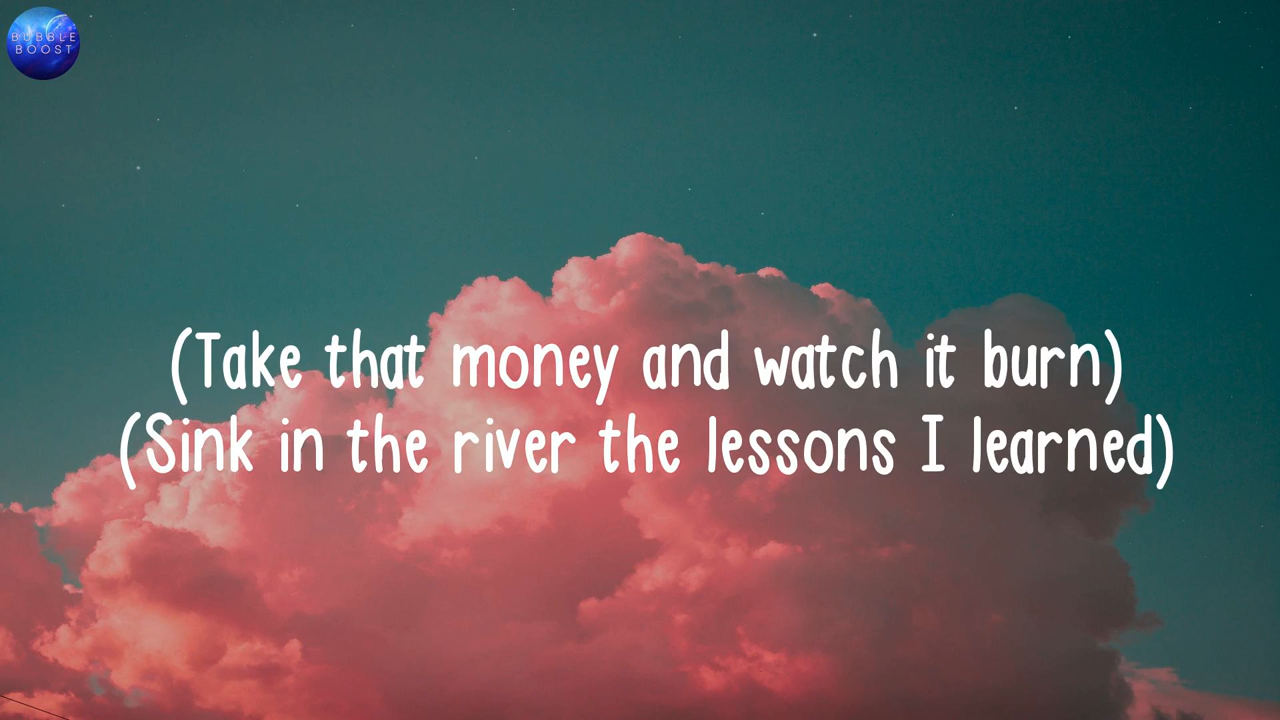 BUBBLE
BOOST
(Take that money and watch it burn)
(Sink in the river the lessons I learned)